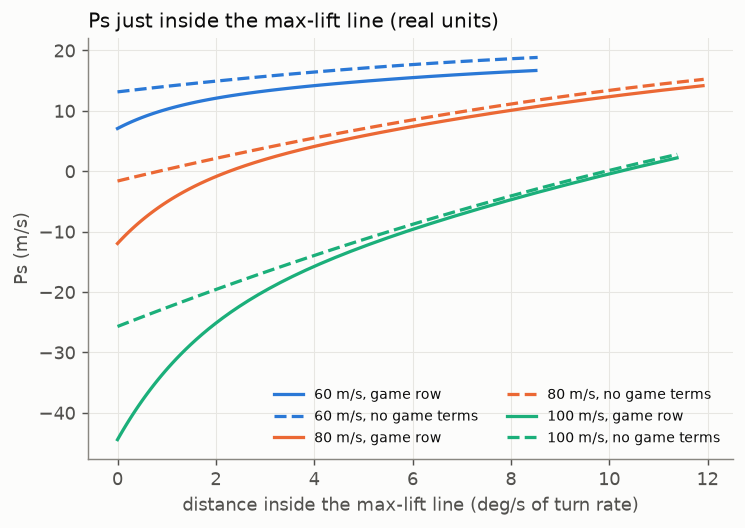 Ps just inside the max-lift line (real units)
20
10
0
−10
−20
−30
−40
Ps (m/s)
60 m/s, game row
60 m/s, no game terms
80 m/s, game row
80 m/s, no game terms
100 m/s, game row
100 m/s, no game terms
0 2 4 6 8 10 12
distance inside the max-lift line (deg/s of turn rate)